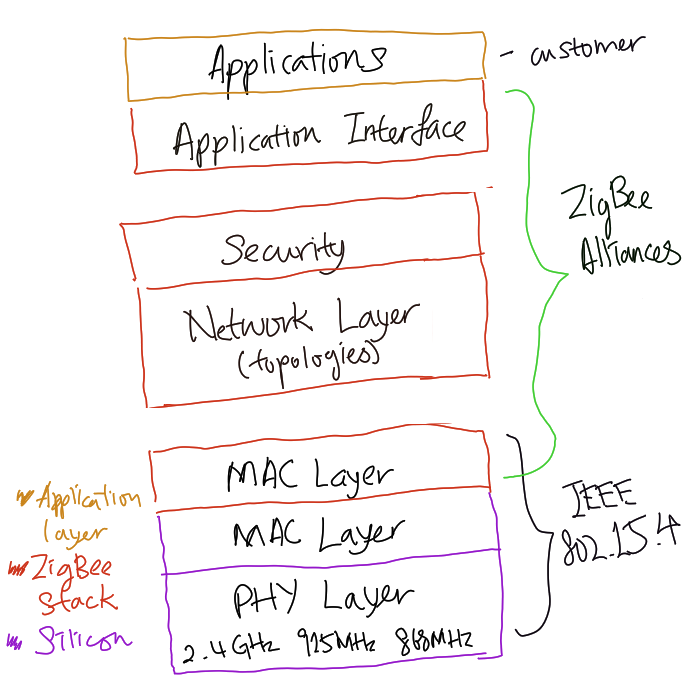 Applications
- customer
Application Interface
ZigBee
Alliances
Security
Network Layer
(topologies)
MAC Layer
MAC Layer
IEEE
802.15.4
PHY Layer
2.4GHz 915MHz 868MHz
Application
layer
ZigBee
stack
Silicon